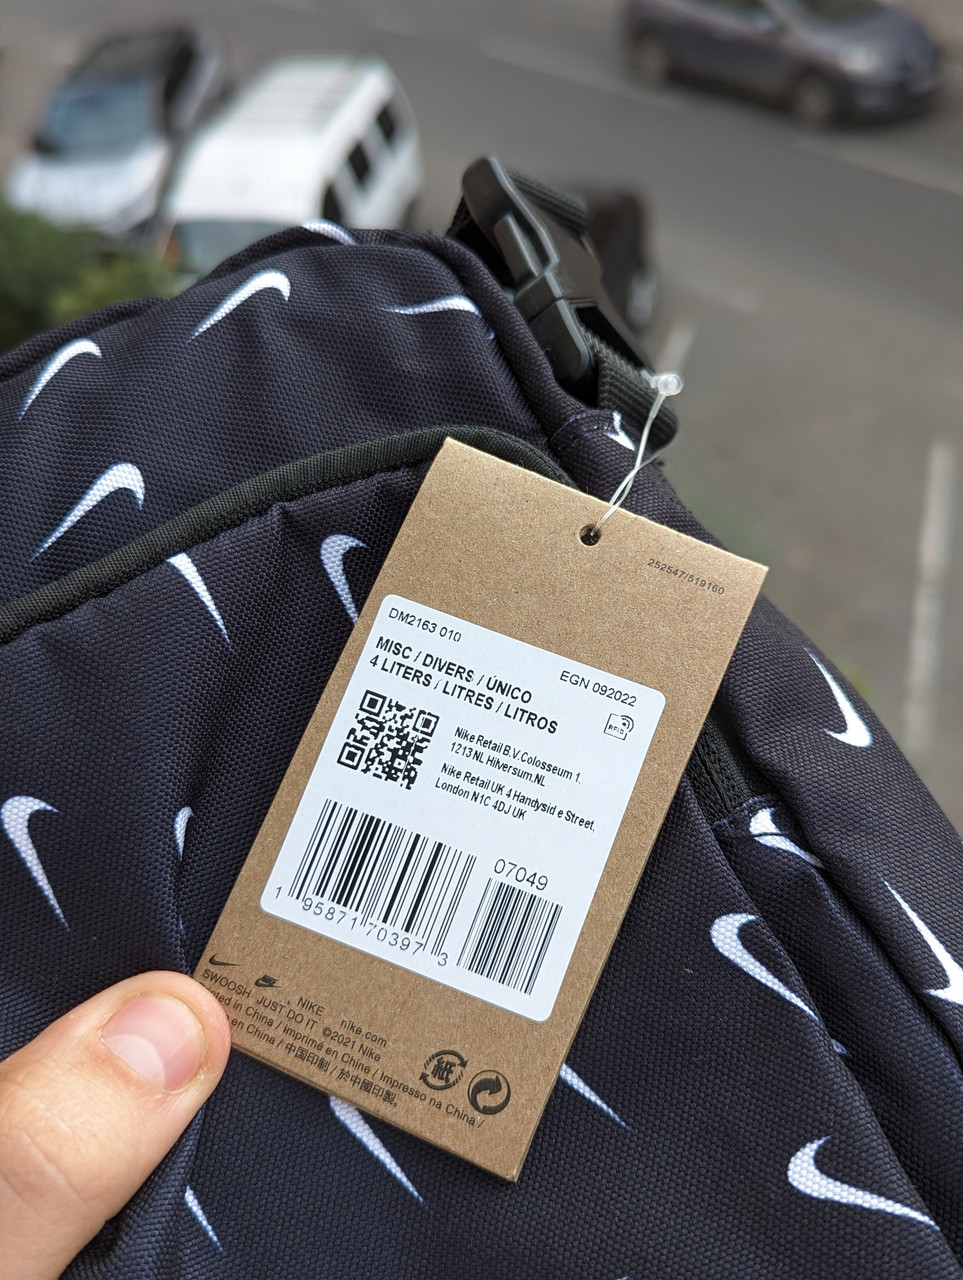 252547/519160
DM2163 010
EGN 092022
MISC / DIVERS / ÚNICO
4 LITERS / LITRES / LITROS
RFID
Nike Retail B.V. Colosseum 1,
1213 NL Hilversum.NL
Nike Retail UK 4 Handyside Street,
London N1C 4DJ UK
07049
1 95871 70397 3
SWOOSH JUST DO IT , NIKE nike.com
©2021 Nike
in China / Imprimé en Chine / Impresso na China /
en China / 中国印制 / 於中國印製。
紙